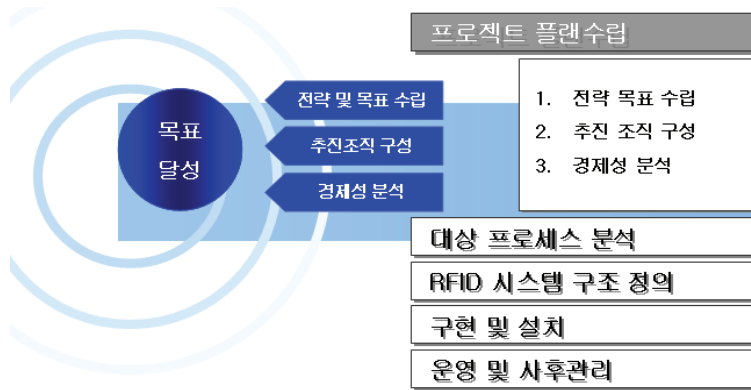 프로젝트 플랜수립
목표
달성
전략 및 목표 수립
추진조직 구성
경제성 분석
1. 전략 목표 수립
2. 추진 조직 구성
3. 경제성 분석
대상 프로세스 분석
RFID 시스템 구조 정의
구현 및 설치
운영 및 사후관리